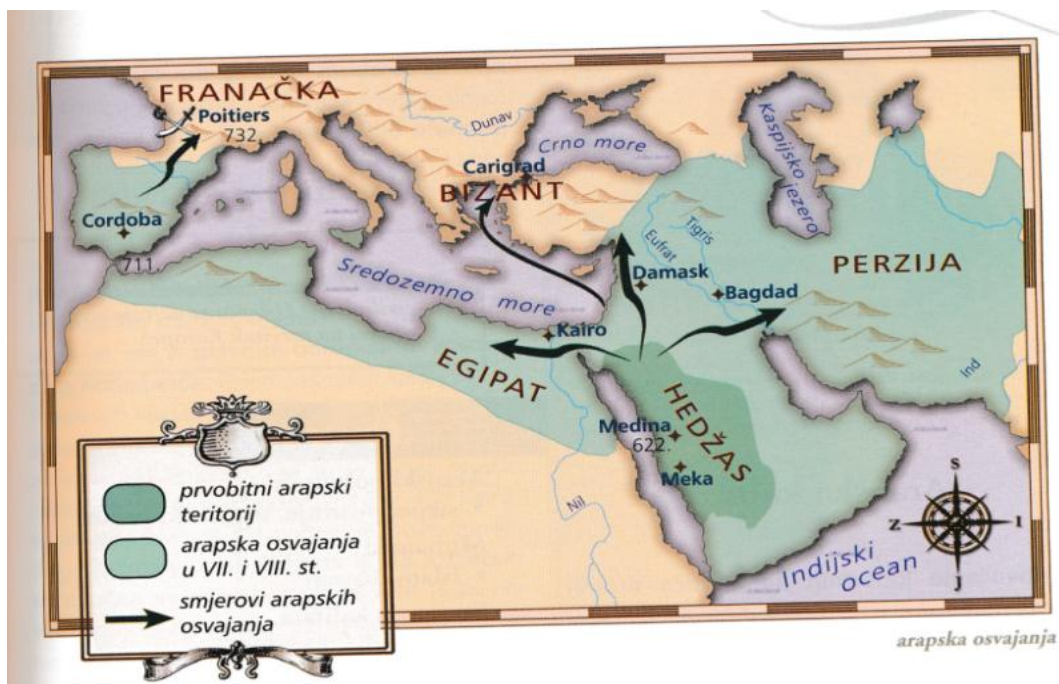 FRANAČKA
Poitiers
732.
Dunav
Crno more
Kaspijsko jezero
Carigrad
BIZANT
Cordoba
711.
Sredozemno more
Tigris
Eufrat
Damask
Bagdad
PERZIJA
Kairo
EGIPAT
Ind
HEDŽAS
Medina
622.
Meka
Nil
Indijski
ocean
S
Z
I
J
prvobitni arapski
teritorij
arapska osvajanja
u VII. i VIII. st.
smjerovi arapskih
osvajanja
arapska osvajanja